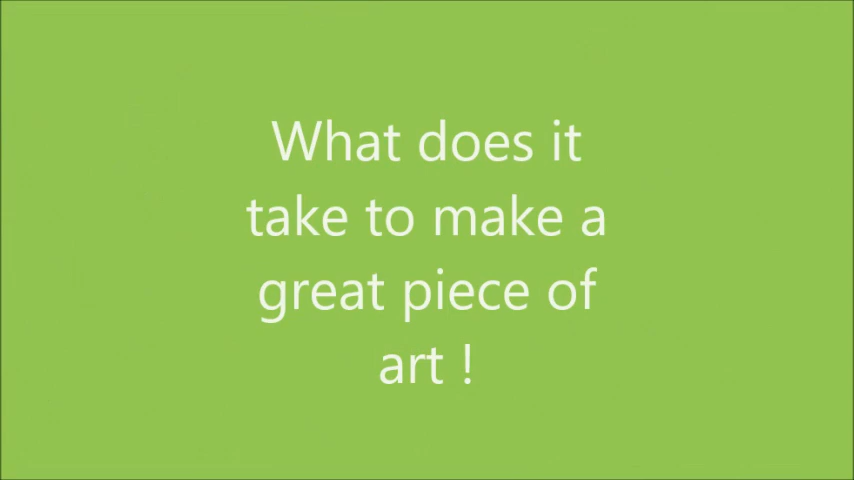 What does it
take to make a
great piece of
art !